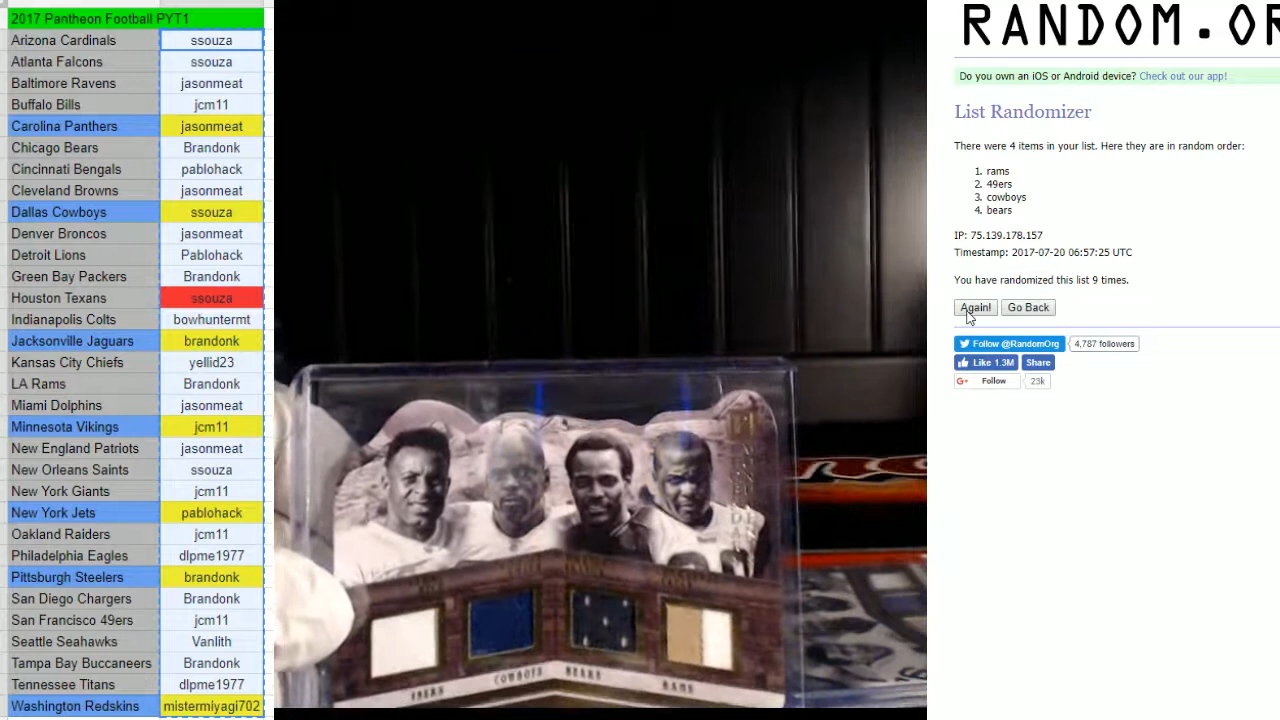 2017 Pantheon Football PYT1
Arizona Cardinals ssouza
Atlanta Falcons ssouza
Baltimore Ravens jasonmeat
Buffalo Bills jcm11
Carolina Panthers jasonmeat
Chicago Bears Brandonk
Cincinnati Bengals pablohack
Cleveland Browns jasonmeat
Dallas Cowboys ssouza
Denver Broncos jasonmeat
Detroit Lions Pablohack
Green Bay Packers Brandonk
Houston Texans ssouza
Indianapolis Colts bowhuntermt
Jacksonville Jaguars brandonk
Kansas City Chiefs yellid23
LA Rams Brandonk
Miami Dolphins jasonmeat
Minnesota Vikings jcm11
New England Patriots jasonmeat
New Orleans Saints ssouza
New York Giants jcm11
New York Jets pablohack
Oakland Raiders jcm11
Philadelphia Eagles dlpme1977
Pittsburgh Steelers brandonk
San Diego Chargers Brandonk
San Francisco 49ers jcm11
Seattle Seahawks Vanlith
Tampa Bay Buccaneers Brandonk
Tennessee Titans dlpme1977
Washington Redskins mistermiyagi702
COWBOYS
BEARS
RAMS
RANDOM.OR
Do you own an iOS or Android device? Check out our app!
List Randomizer
There were 4 items in your list. Here they are in random order:
1. rams
2. 49ers
3. cowboys
4. bears
IP: 75.139.178.157
Timestamp: 2017-07-20 06:57:25 UTC
You have randomized this list 9 times.
Again! Go Back
Follow @RandomOrg 4,787 followers
Like 1.3M Share
G+ Follow 23k